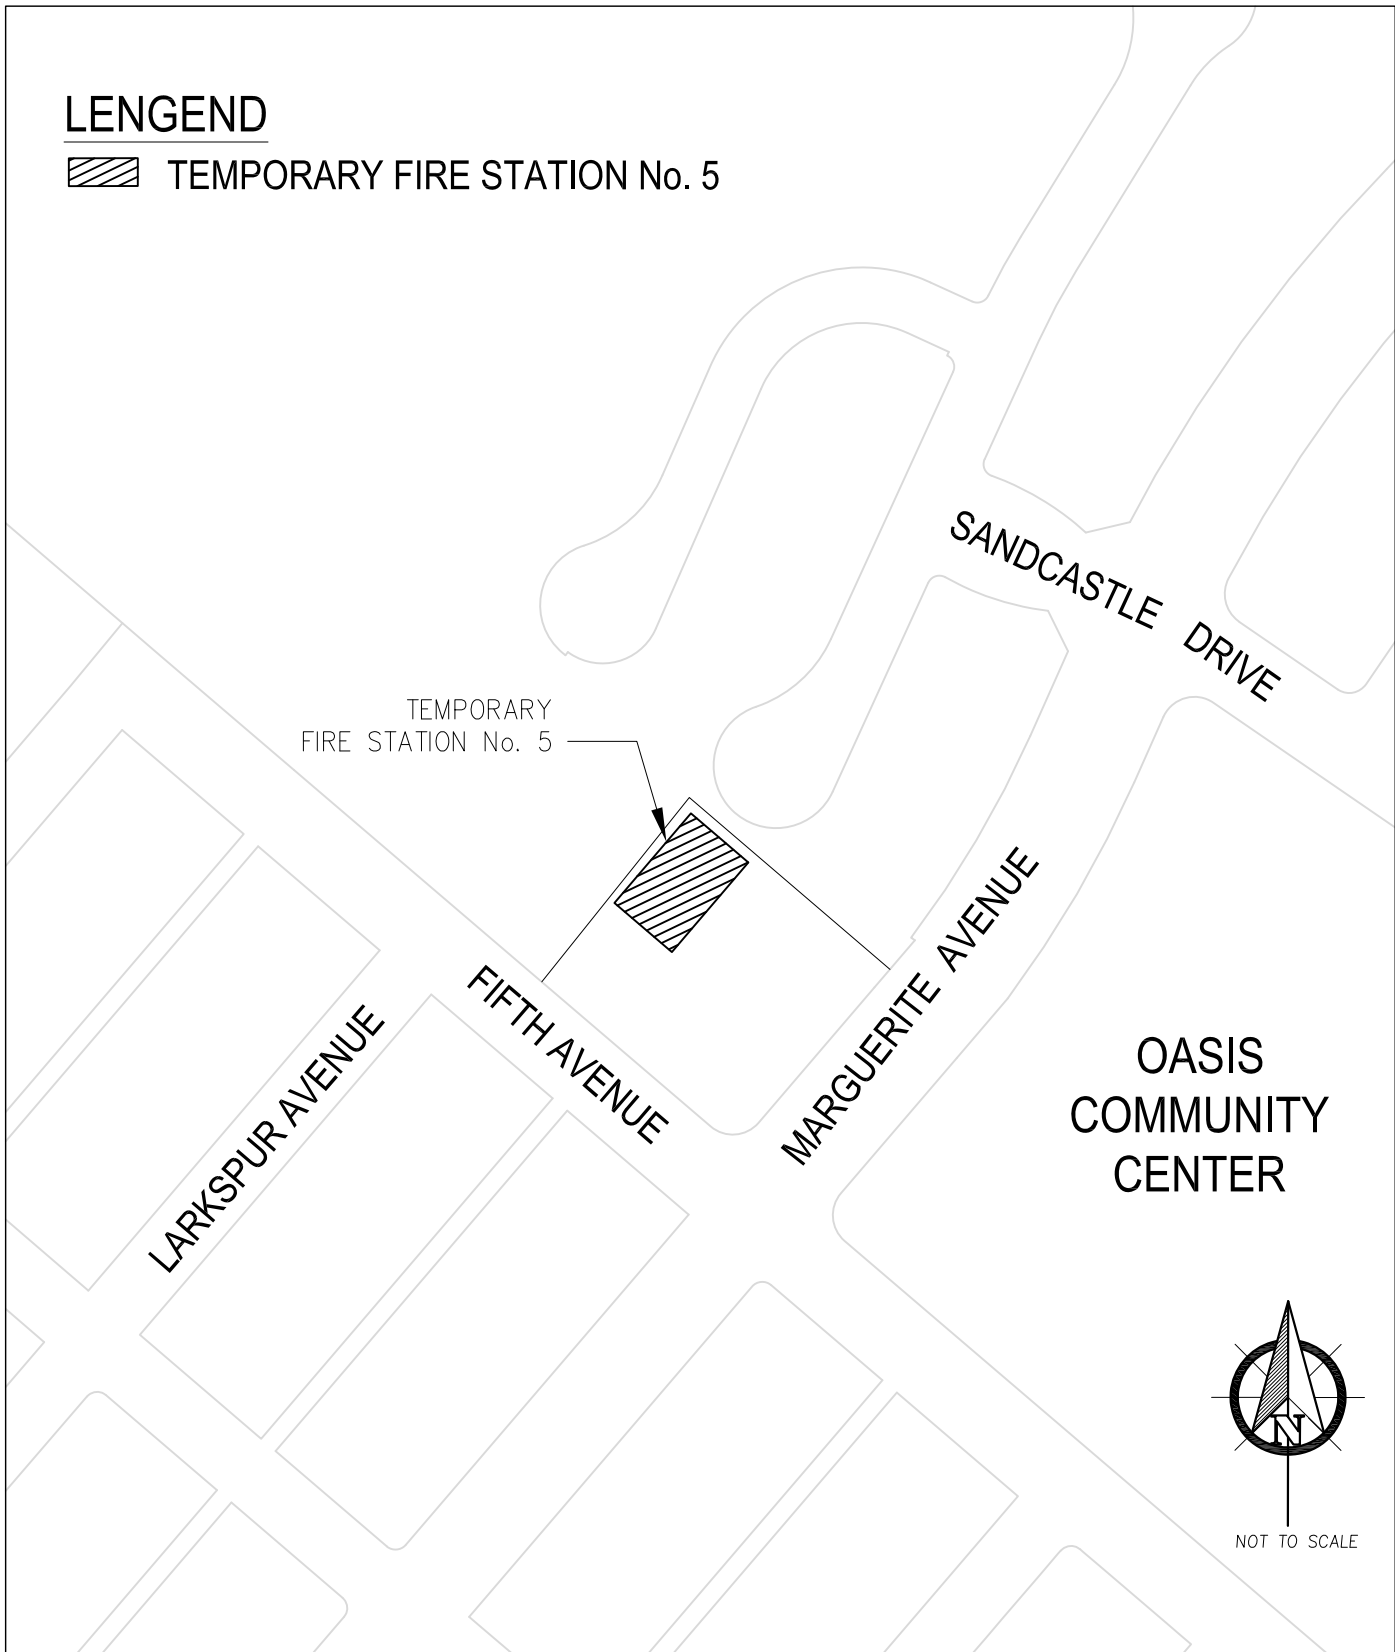 LENGEND
TEMPORARY FIRE STATION No. 5
SANDCASTLE DRIVE
TEMPORARY
FIRE STATION No. 5
FIFTH AVENUE
MARGUERITE AVENUE
LARKSPUR AVENUE
OASIS
COMMUNITY
CENTER
N
NOT TO SCALE